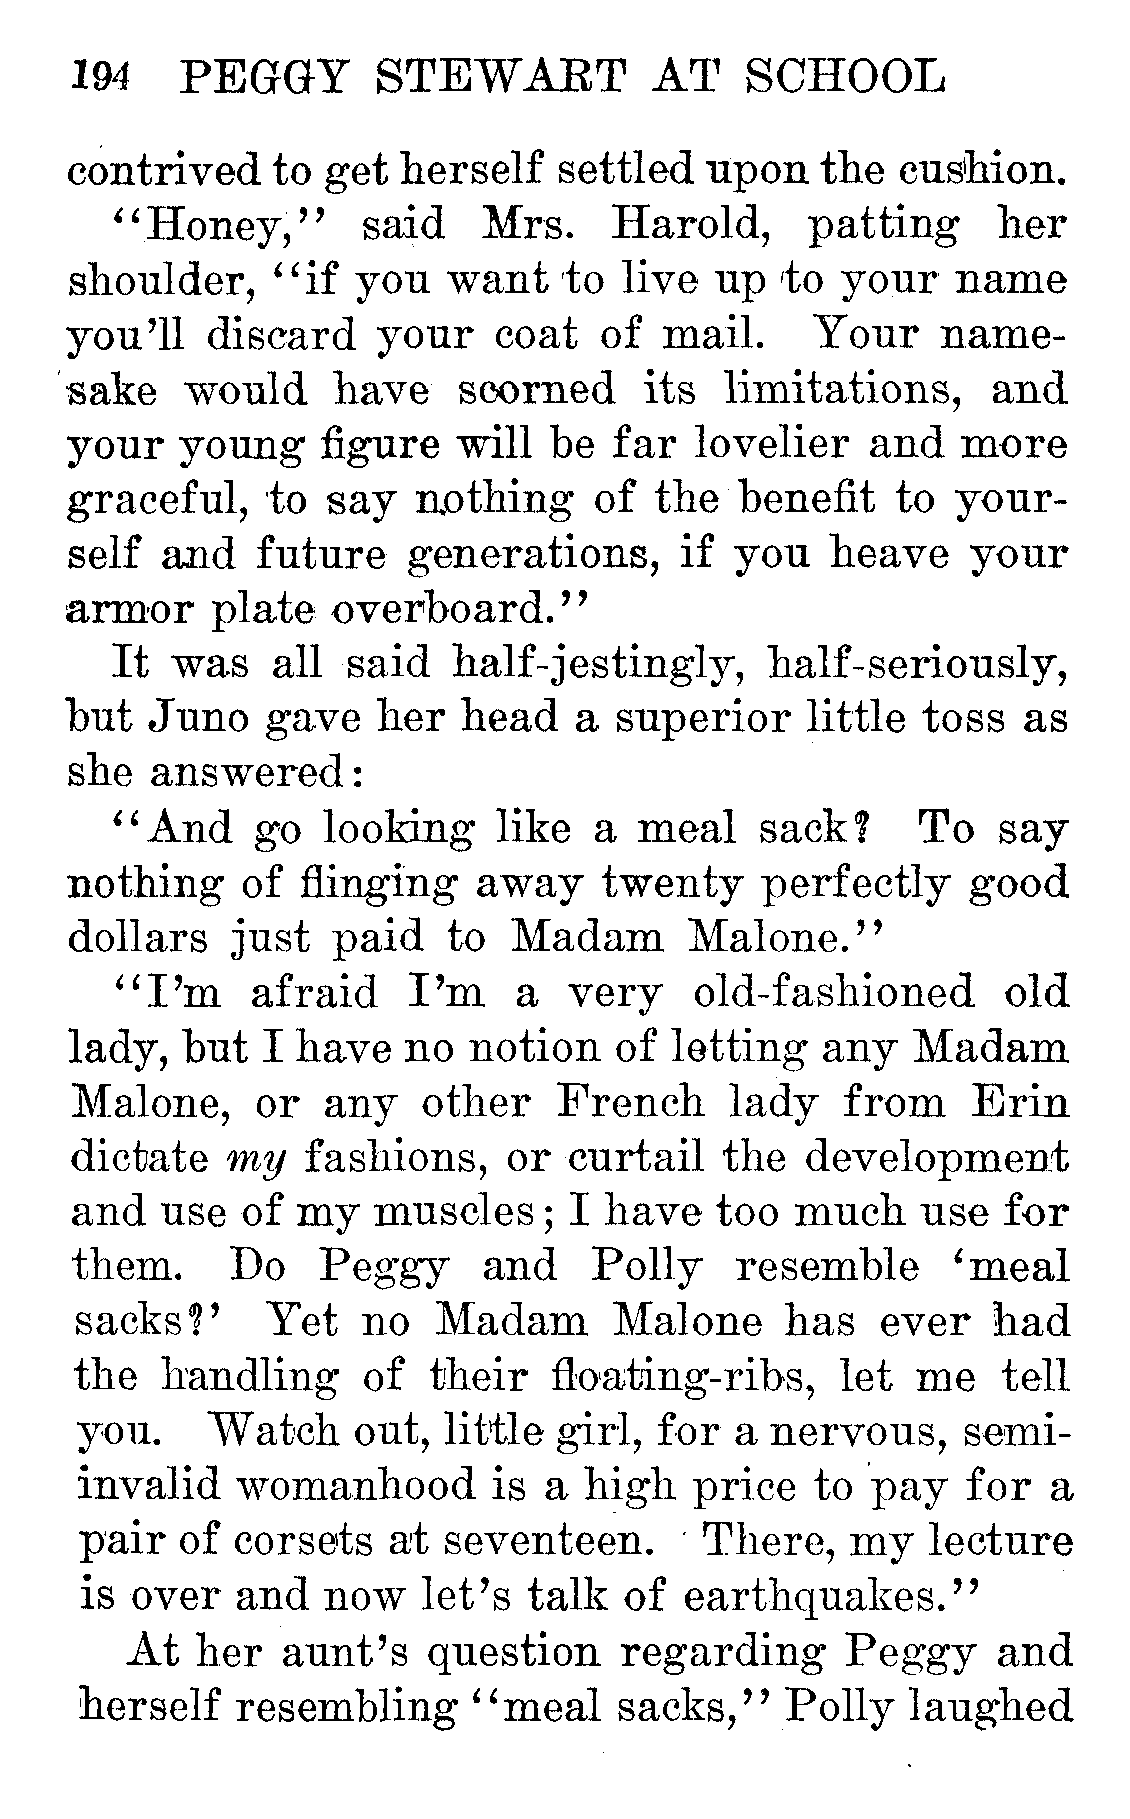 194 PEGGY STEWART AT SCHOOL
contrived to get herself settled upon the cushion.
"Honey," said Mrs. Harold, patting her
shoulder, "if you want to live up to your name
you'll discard your coat of mail. Your name-
sake would have scorned its limitations, and
your young figure will be far lovelier and more
graceful, to say nothing of the benefit to your-
self and future generations, if you heave your
armor plate overboard."
It was all said half-jestingly, half-seriously,
but Juno gave her head a superior little toss as
she answered:
"And go looking like a meal sack? To say
nothing of flinging away twenty perfectly good
dollars just paid to Madam Malone."
"I'm afraid I'm a very old-fashioned old
lady, but I have no notion of letting any Madam
Malone, or any other French lady from Erin
dictate my fashions, or curtail the development
and use of my muscles; I have too much use for
them. Do Peggy and Polly resemble 'meal
sacks?' Yet no Madam Malone has ever had
the handling of their floating-ribs, let me tell
you. Watch out, little girl, for a nervous, semi-
invalid womanhood is a high price to pay for a
pair of corsets at seventeen. There, my lecture
is over and now let's talk of earthquakes."
At her aunt's question regarding Peggy and
herself resembling "meal sacks," Polly laughed